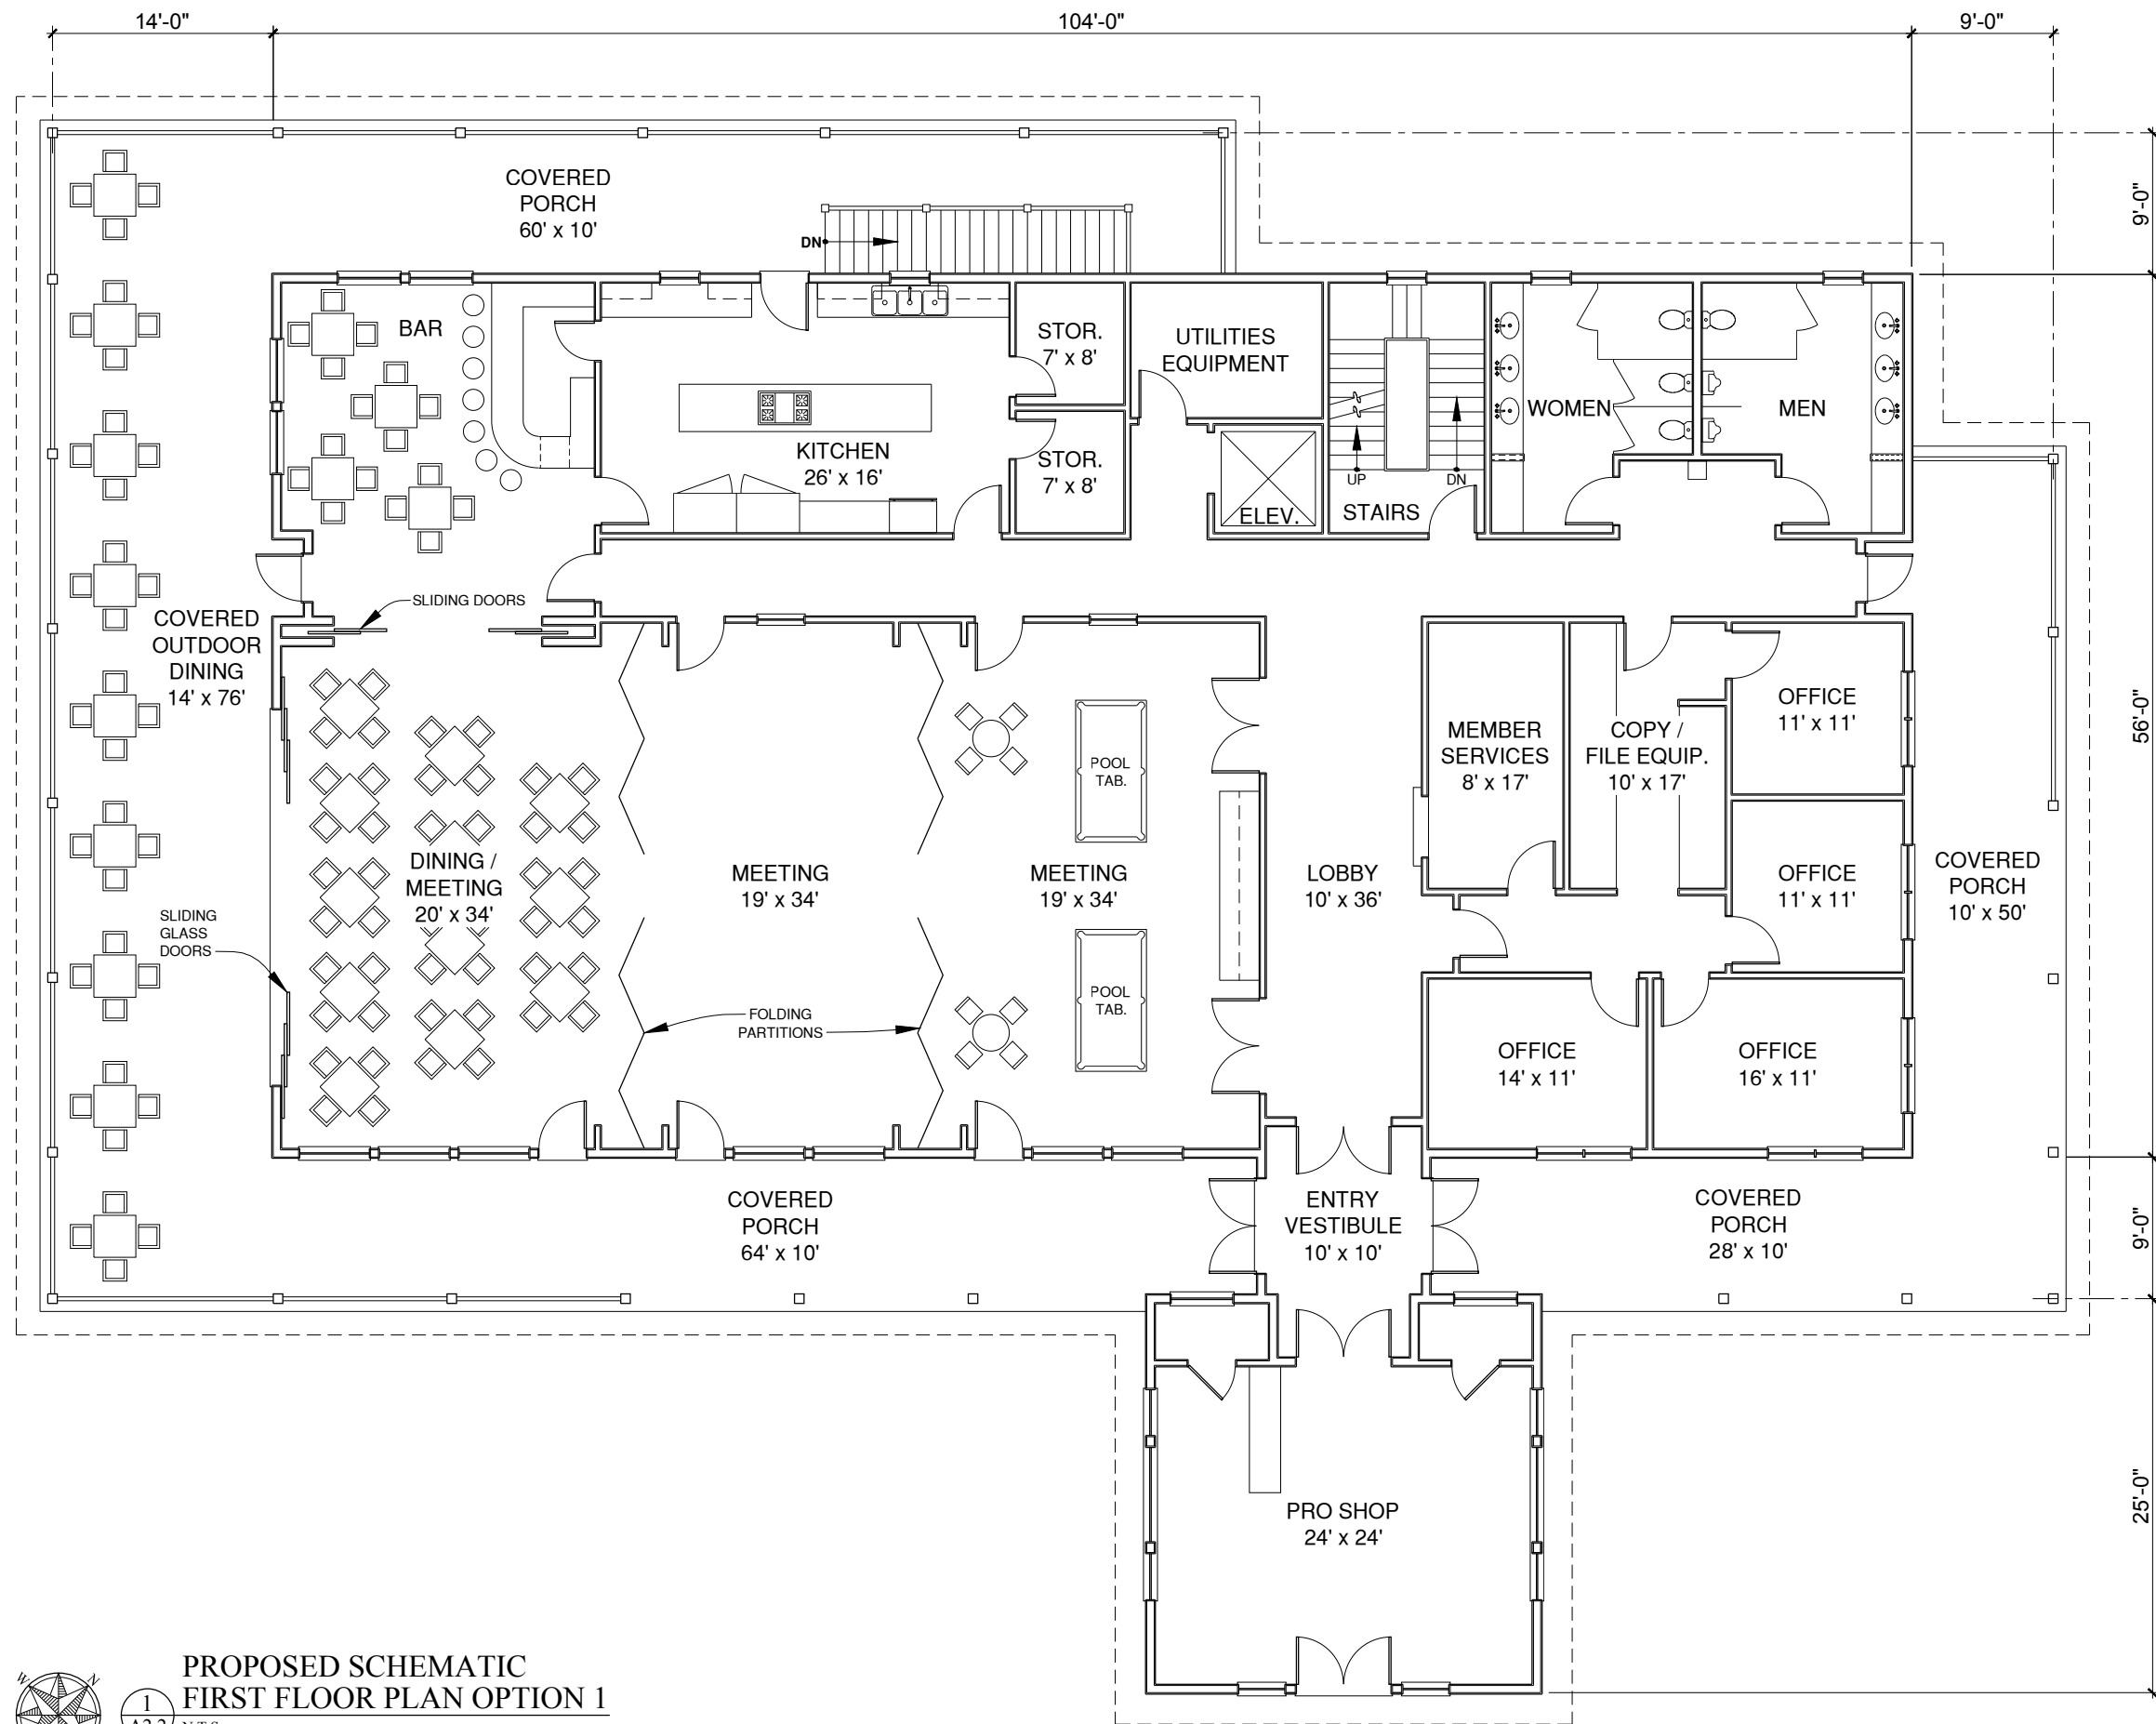 14'-0"
104'-0"
9'-0"
COVERED
PORCH
60' x 10'
9'-0"
DN
BAR
STOR.
7' x 8'
UTILITIES
EQUIPMENT
WOMEN
MEN
KITCHEN
26' x 16'
STOR.
7' x 8'
UP
DN
ELEV.
STAIRS
SLIDING DOORS
COVERED
OUTDOOR
DINING
14' x 76'
OFFICE
11' x 11'
56'-0"
MEMBER
SERVICES
8' x 17'
COPY /
FILE EQUIP.
10' x 17'
POOL
TAB.
DINING /
MEETING
20' x 34'
MEETING
19' x 34'
MEETING
19' x 34'
LOBBY
10' x 36'
OFFICE
11' x 11'
COVERED
PORCH
10' x 50'
SLIDING
GLASS
DOORS
POOL
TAB.
FOLDING
PARTITIONS
OFFICE
14' x 11'
OFFICE
16' x 11'
COVERED
PORCH
64' x 10'
ENTRY
VESTIBULE
10' x 10'
COVERED
PORCH
28' x 10'
9'-0"
25'-0"
PRO SHOP
24' x 24'
W
N
1
PROPOSED SCHEMATIC
FIRST FLOOR PLAN OPTION 1